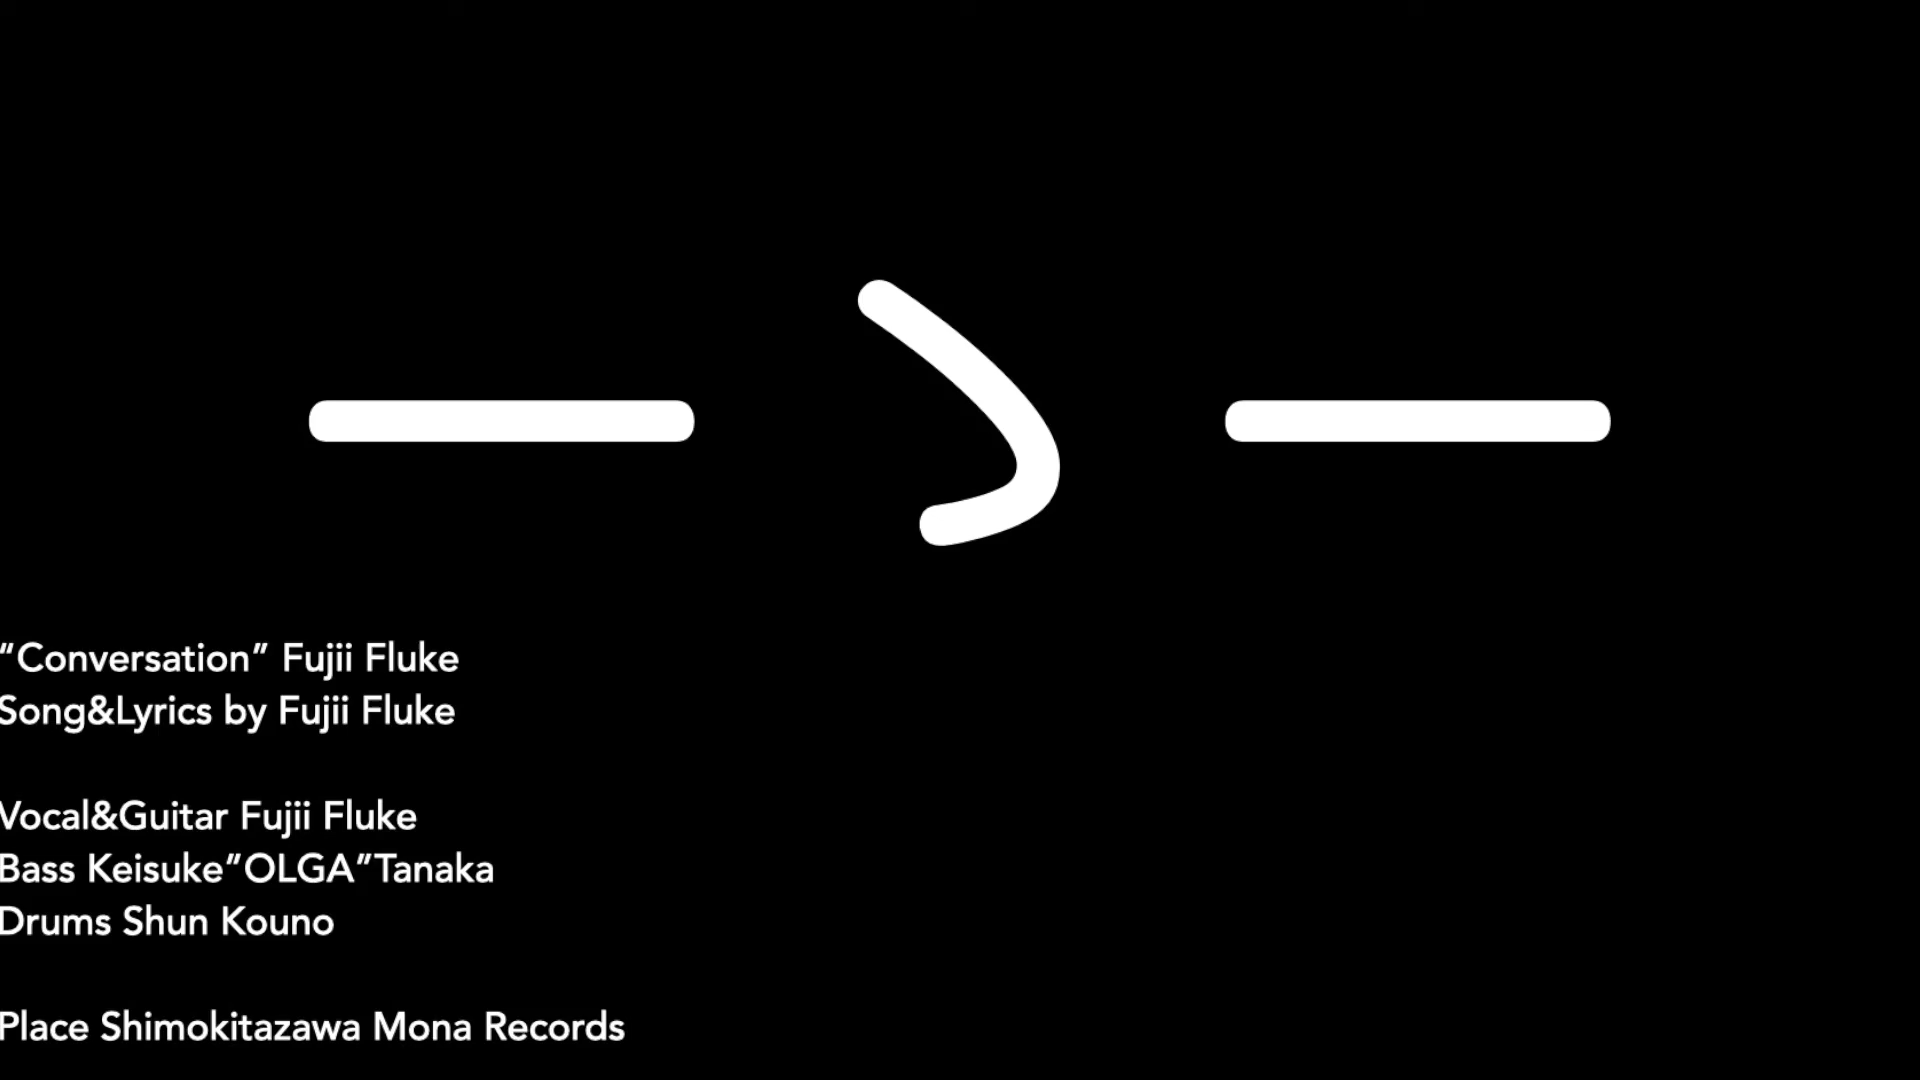 “Conversation” Fujii Fluke
Song&Lyrics by Fujii Fluke
Vocal&Guitar Fujii Fluke
Bass Keisuke”OLGA”Tanaka
Drums Shun Kouno
Place Shimokitazawa Mona Records